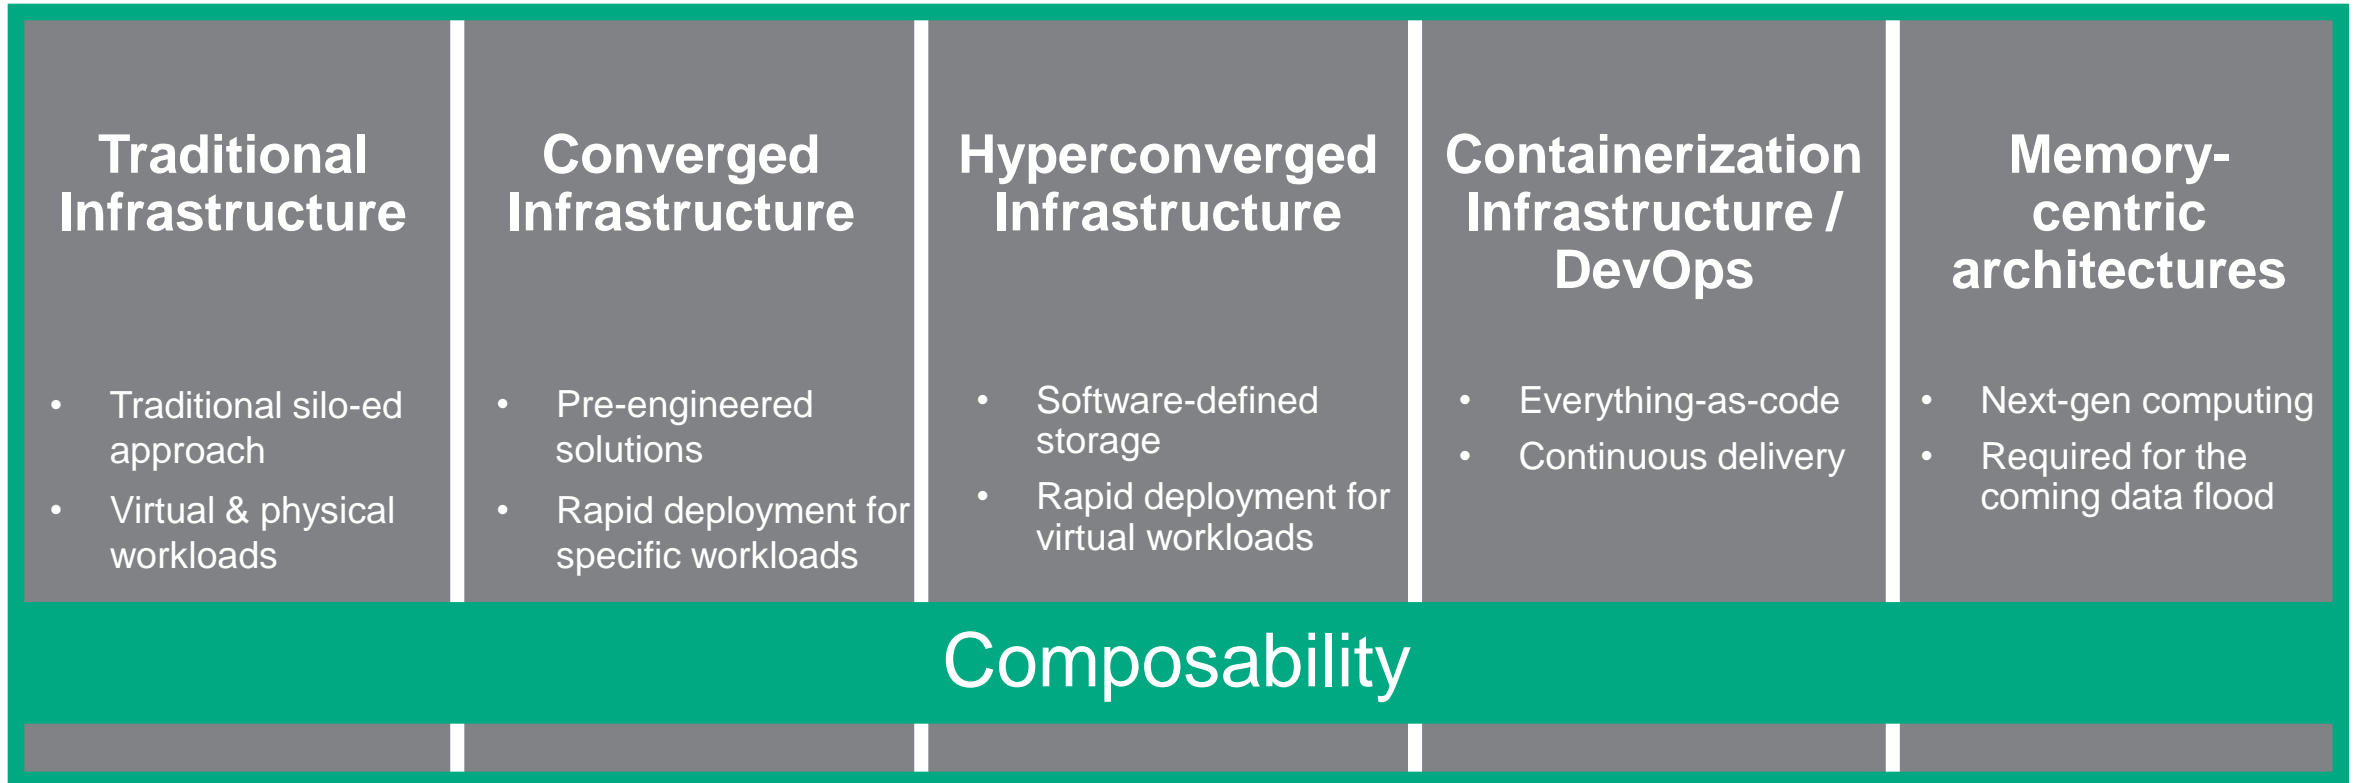 Traditional
Infrastructure
• Traditional silo-ed
approach
• Virtual & physical
workloads
Converged
Infrastructure
• Pre-engineered
solutions
• Rapid deployment for
specific workloads
Hyperconverged
Infrastructure
• Software-defined
storage
• Rapid deployment for
virtual workloads
Containerization
Infrastructure /
DevOps
• Everything-as-code
• Continuous delivery
Memory-
centric
architectures
• Next-gen computing
• Required for the
coming data flood
Composability